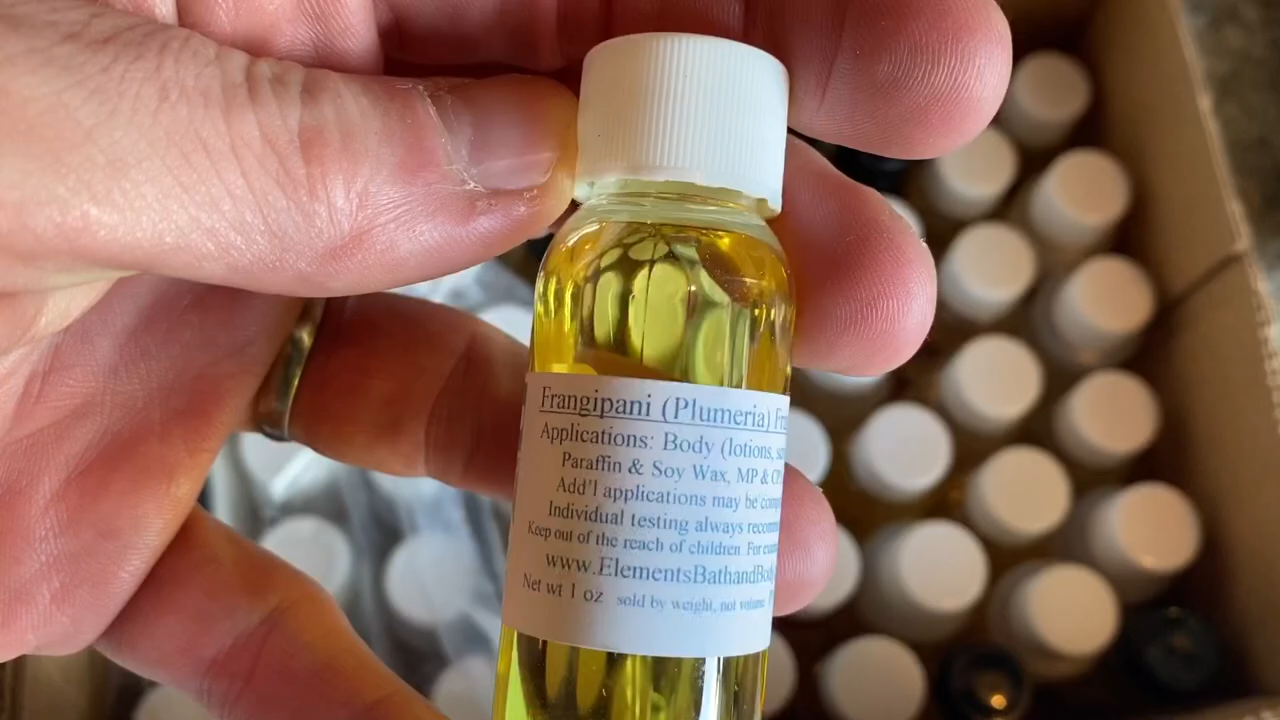 Frangipani (Plumeria)
Applications: Body (lotions,
Paraffin & Soy Wax, MP &
Add'l applications may be
Individual testing always
Keep out of the reach of children. For
www.ElementsBathandBody
Net wt 1 oz sold by weight, not volume